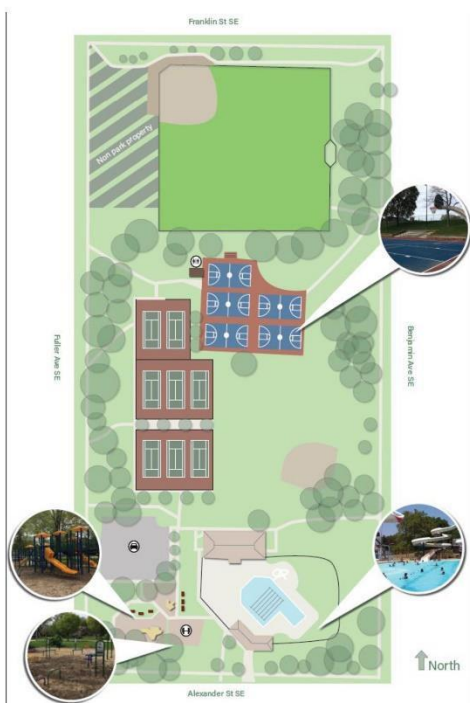 Franklin St SE
Non park property
Fuller Ave SE
Benjamin Ave SE
North
Alexander St SE